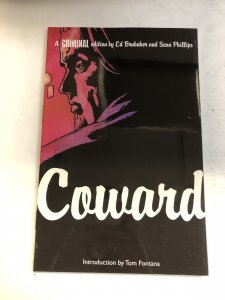 A CRIMINAL edition by Ed Brubaker and Sean Phillips
Coward
Introduction by Tom Fontana